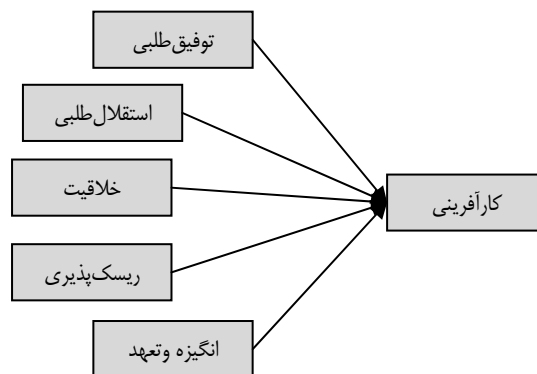 توفیق‌طلبی
استقلال‌طلبی
خلاقیت
کارآفرینی
ریسک‌پذیری
انگیزه وتعهد